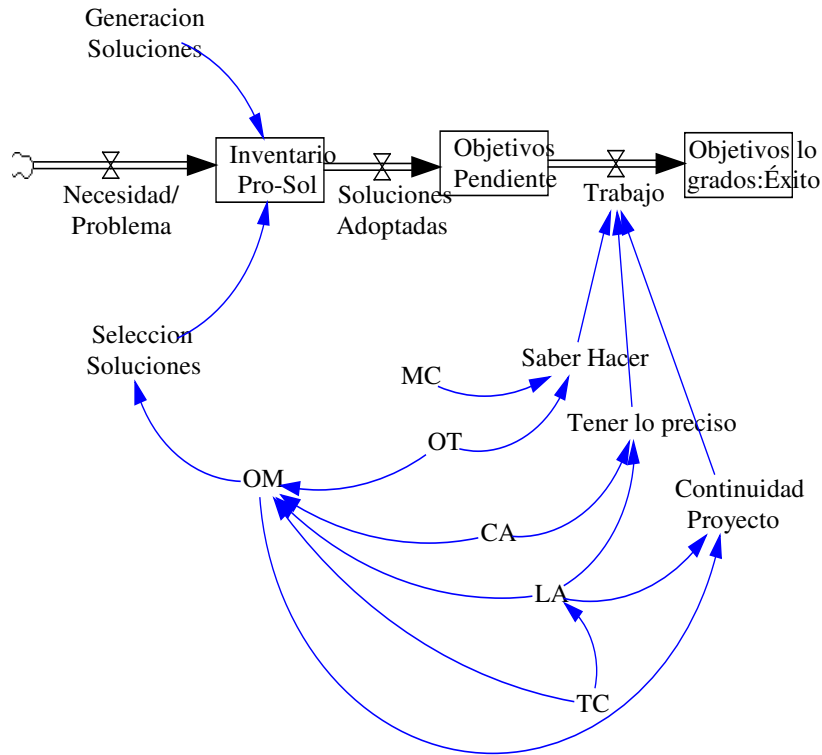 Generacion
Soluciones
Inventario
Pro-Sol
Objetivos
Pendiente
Objetivos lo
grados:Éxito
Necesidad/
Problema
Soluciones
Adoptadas
Trabajo
Seleccion
Soluciones
Saber Hacer
MC
Tener lo preciso
OT
OM
Continuidad
Proyecto
CA
LA
TC